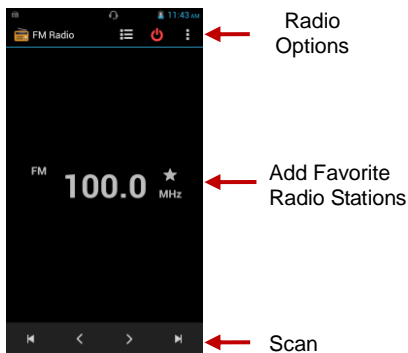 11:43 AM
FM Radio
Radio
Options
FM
100.0
MHz
Add Favorite
Radio Stations
Scan